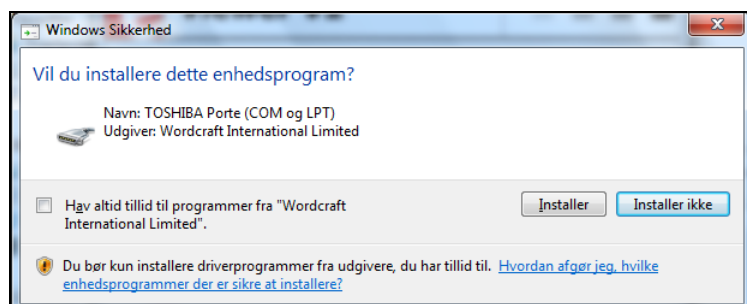 Windows Sikkerhed
Vil du installere dette enhedsprogram?
Navn: TOSHIBA Porte (COM og LPT)
Udgiver: Wordcraft International Limited
Hav altid tillid til programmer fra "Wordcraft
International Limited".
Installer
Installer ikke
Du bør kun installere driverprogrammer fra udgivere, du har tillid til. Hvordan afgør jeg, hvilke
enhedsprogrammer der er sikre at installere?